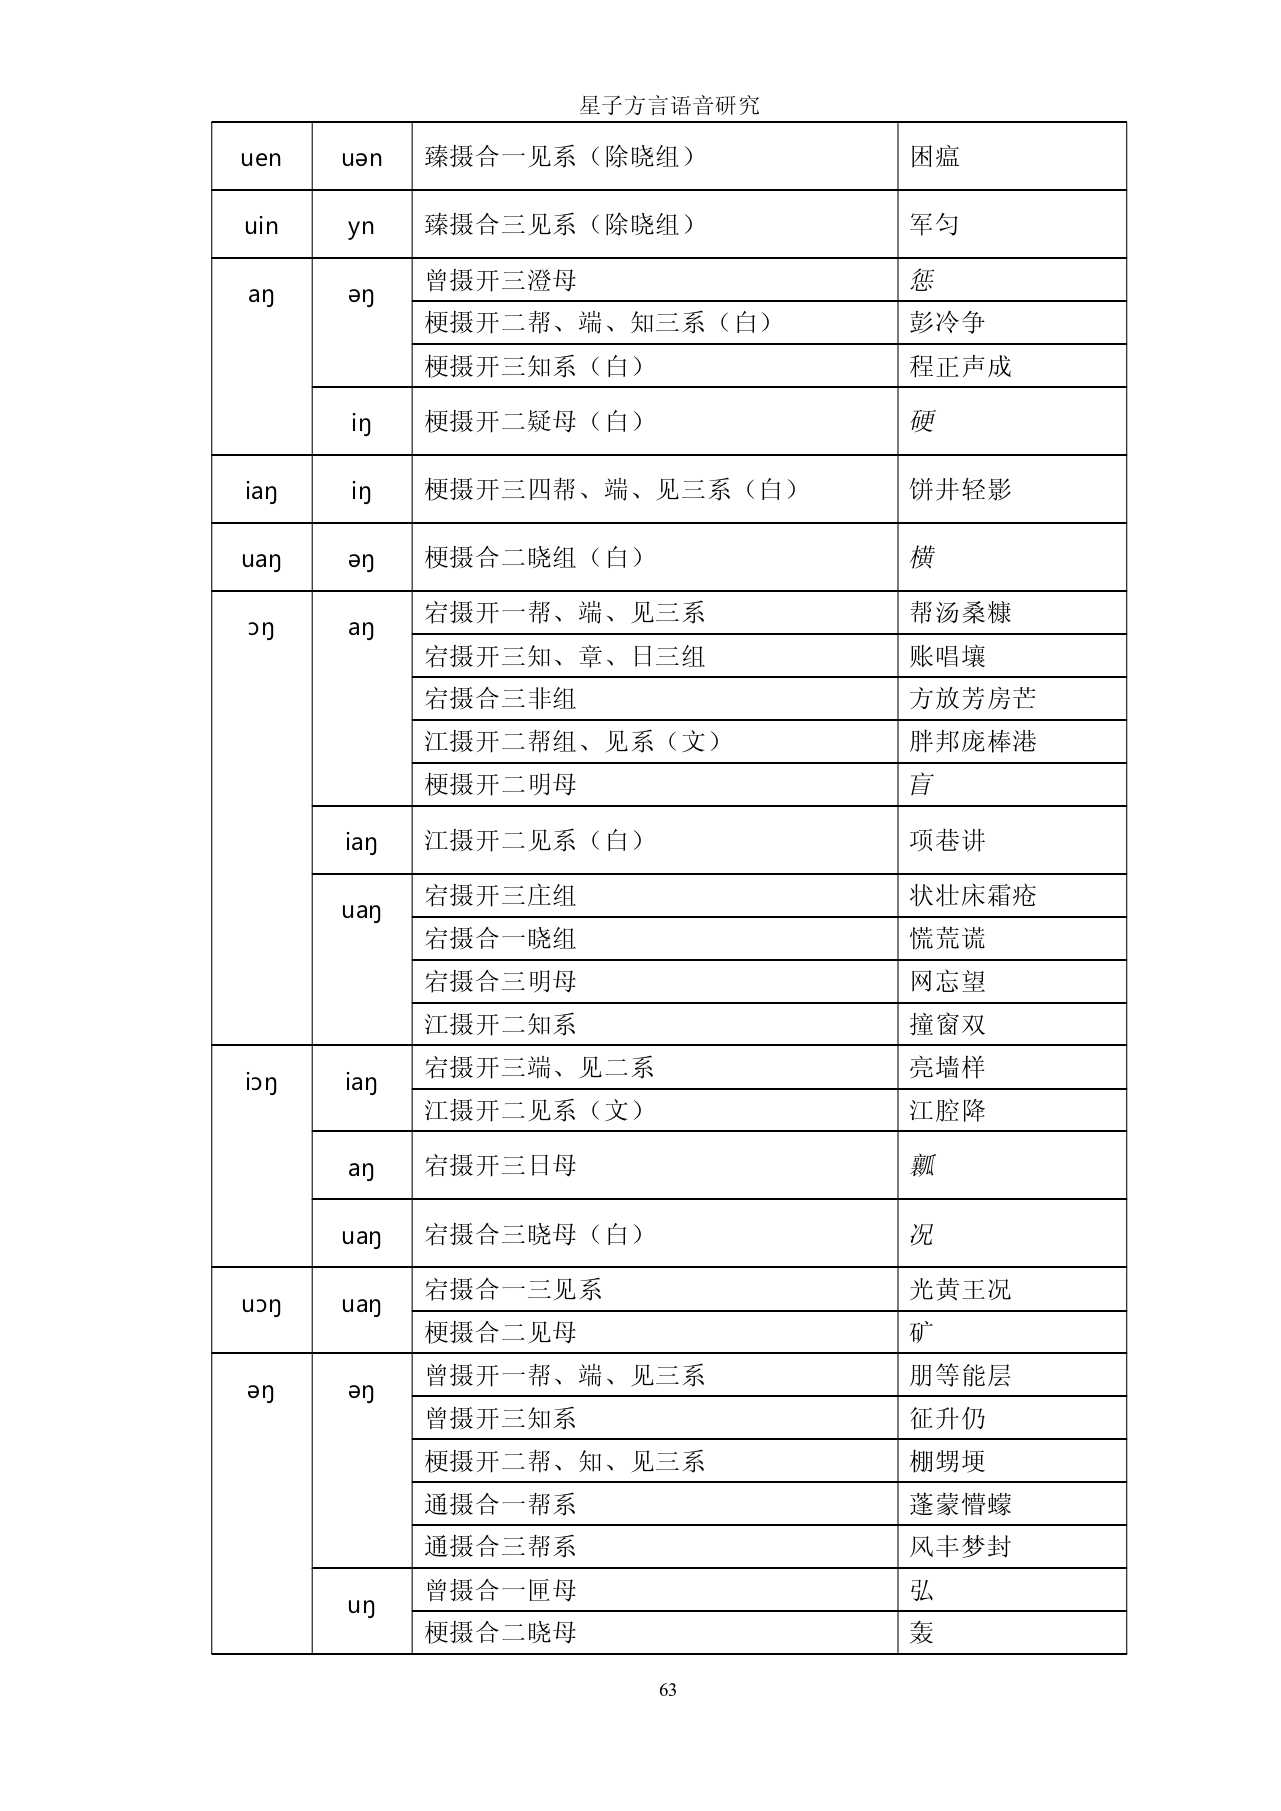 星子方言语音研究
uen uən 臻摄合一见系（除晓组） 困瘟
uin yn 臻摄合三见系（除晓组） 军匀
aŋ əŋ 曾摄开三澄母 惩
梗摄开二帮、端、知三系（白） 彭冷争
梗摄开三知系（白） 程正声成
iŋ 梗摄开二疑母（白） 硬
iaŋ iŋ 梗摄开三四帮、端、见三系（白） 饼井轻影
uaŋ əŋ 梗摄合二晓组（白） 横
ɔŋ aŋ 宕摄开一帮、端、见三系 帮汤桑糠
宕摄开三知、章、日三组 账唱壤
宕摄合三非组 方放芳房芒
江摄开二帮组、见系（文） 胖邦庞棒港
梗摄开二明母 盲
iaŋ 江摄开二见系（白） 项巷讲
uaŋ 宕摄开三庄组 状壮床霜疮
宕摄合一晓组 慌荒谎
宕摄合三明母 网忘望
江摄开二知系 撞窗双
iɔŋ iaŋ 宕摄开三端、见二系 亮墙样
江摄开二见系（文） 江腔降
aŋ 宕摄开三日母 瓤
uaŋ 宕摄合三晓母（白） 况
uɔŋ uaŋ 宕摄合一三见系 光黄王况
梗摄合二见母 矿
əŋ əŋ 曾摄开一帮、端、见三系 朋等能层
曾摄开三知系 征升仍
梗摄开二帮、知、见三系 棚甥埂
通摄合一帮系 蓬蒙懵蠓
通摄合三帮系 风丰梦封
uŋ 曾摄合一匣母 弘
梗摄合二晓母 轰
63